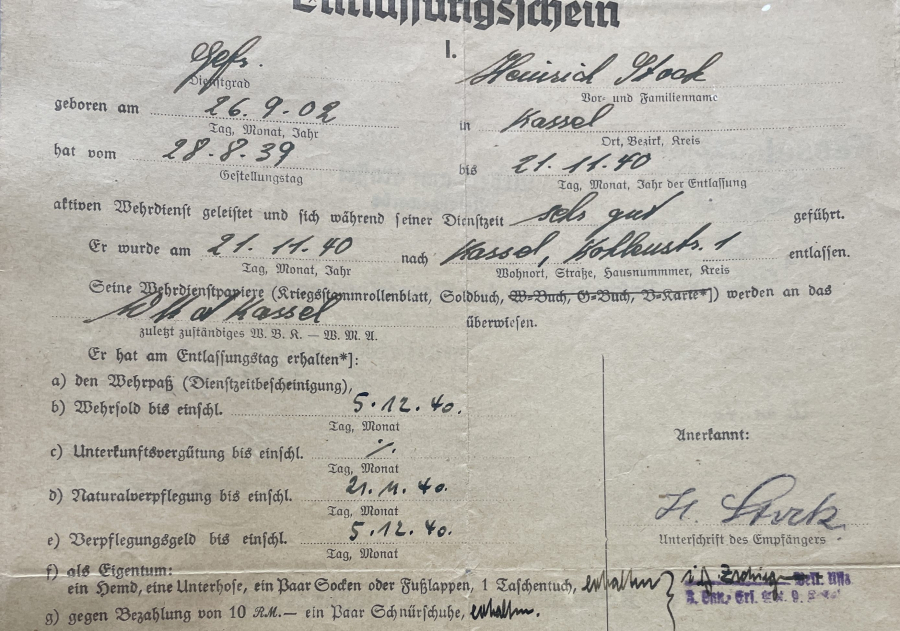 Entlassungsschein
I.
Gefr. Heinrich Stock
Dienstgrad Vor- und Familienname
geboren am 26.9.02 in Kassel
Tag, Monat, Jahr Ort, Bezirk, Kreis
hat vom 28.8.39 bis 21.11.40
Gestellungstag Tag, Monat, Jahr der Entlassung
aktiven Wehrdienst geleistet und sich während seiner Dienstzeit sehr gut geführt.
Er wurde am 21.11.40 nach Kassel, Kohlenstr. 1 entlassen.
Tag, Monat, Jahr Wohnort, Straße, Hausnummmer, Kreis
Seine Wehrdienstpapiere (Kriegsstammrollenblatt, Soldbuch, W=Buch, G=Buch, V=Karte*]) werden an das
Kassel überwiesen.
zuletzt zuständiges W. B. K. — W. M. A.
Er hat am Entlassungstag erhalten*]:
a) den Wehrpaß (Dienstzeitbescheinigung),
b) Wehrsold bis einschl. 5.12.40.
Tag, Monat
Anerkannt:
c) Unterkunftsvergütung bis einschl. ⁒
Tag, Monat
d) Naturalverpflegung bis einschl. 21.11.40.
Tag, Monat
H. Stock
e) Verpflegungsgeld bis einschl. 5.12.40.
Unterschrift des Empfängers
Tag, Monat
f) als Eigentum:
ein Hemd, eine Unterhose, ein Paar Socken oder Fußlappen, 1 Taschentuch, erhalten
g) gegen Bezahlung von 10 RM.— ein Paar Schnürschuhe, erhalten.